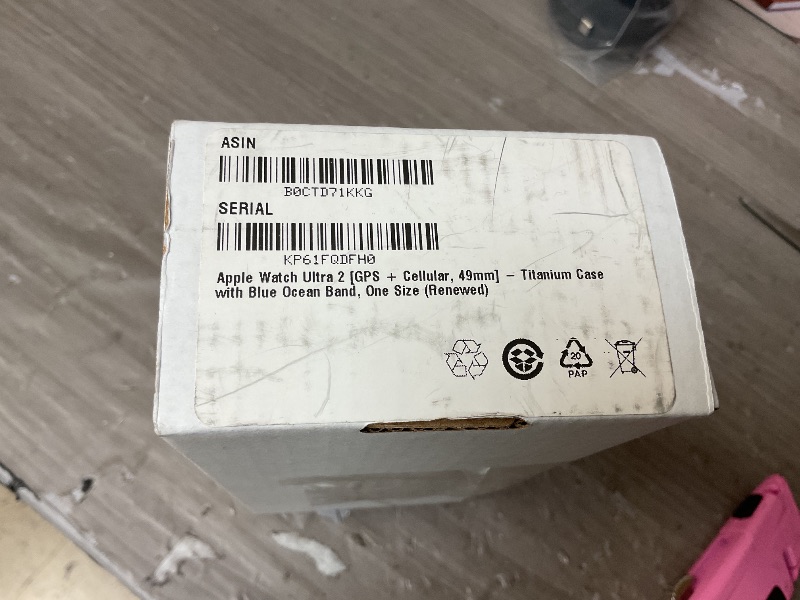 ASIN
B0CTD71KKG
SERIAL
KP61FQDFH0
Apple Watch Ultra 2 [GPS + Cellular, 49mm] – Titanium Case
with Blue Ocean Band, One Size (Renewed)
20
PAP